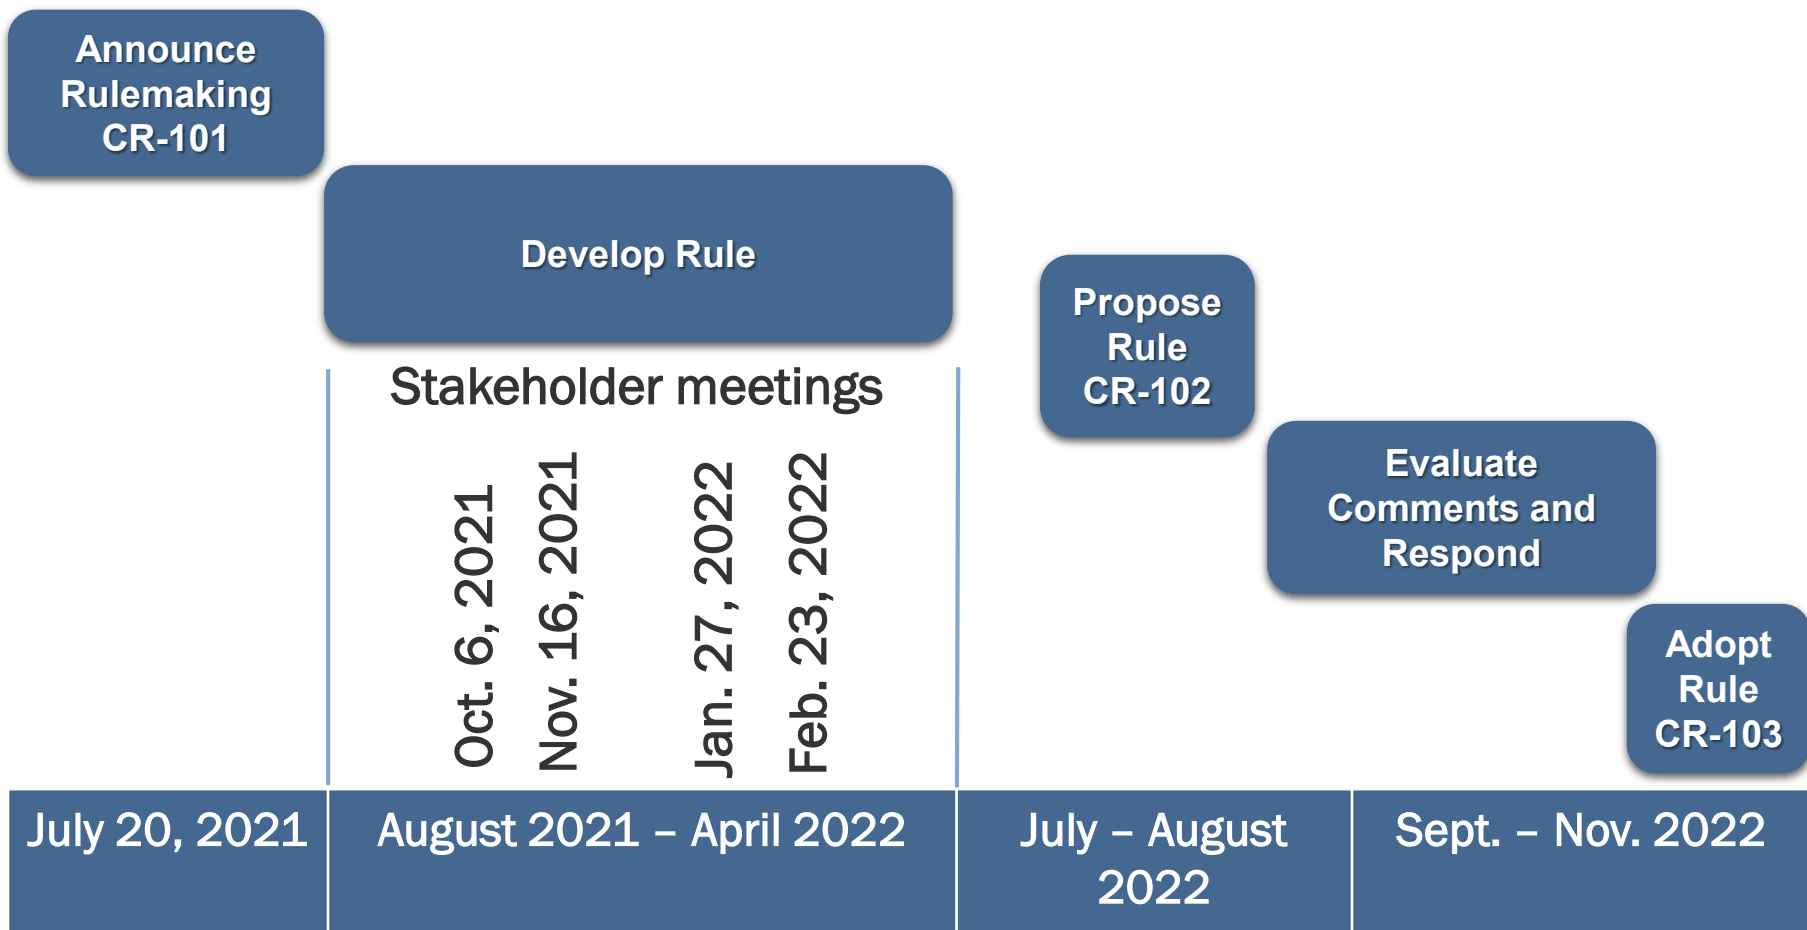 Announce
Rulemaking
CR-101
Develop Rule
Propose
Rule
CR-102
Stakeholder meetings
Oct. 6, 2021
Nov. 16, 2021
Jan. 27, 2022
Feb. 23, 2022
Evaluate
Comments and
Respond
Adopt
Rule
CR-103
July 20, 2021
August 2021 – April 2022
July – August
2022
Sept. – Nov. 2022